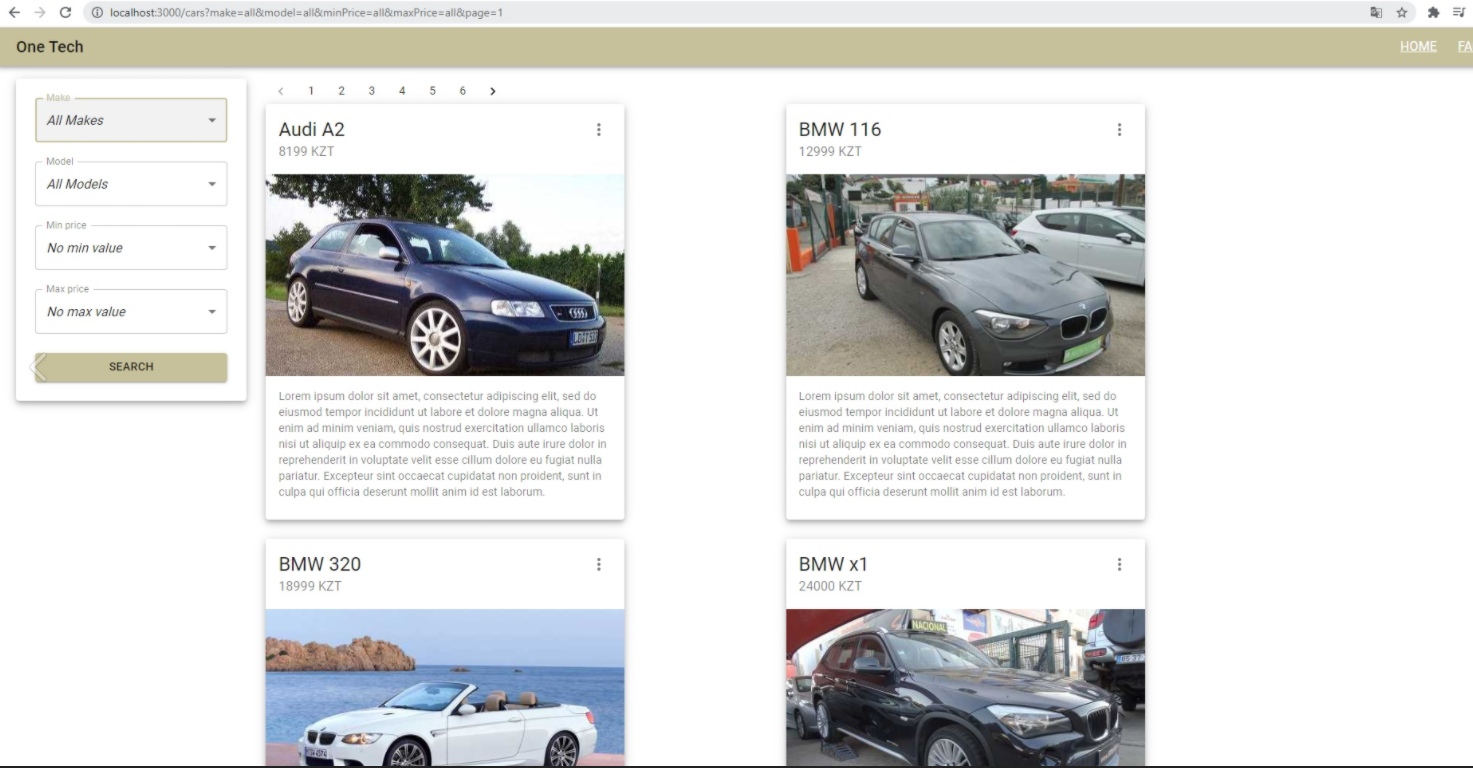 localhost:3000/cars?make=all&model=all&minPrice=all&maxPrice=all&page=1
One Tech
HOME
FA
Make
All Makes
Model
All Models
Min price
No min value
Max price
No max value
SEARCH
1 2 3 4 5 6
Audi A2
8199 KZT
Lorem ipsum dolor sit amet, consectetur adipiscing elit, sed do
eiusmod tempor incididunt ut labore et dolore magna aliqua. Ut
enim ad minim veniam, quis nostrud exercitation ullamco laboris
nisi ut aliquip ex ea commodo consequat. Duis aute irure dolor in
reprehenderit in voluptate velit esse cillum dolore eu fugiat nulla
pariatur. Excepteur sint occaecat cupidatat non proident, sunt in
culpa qui officia deserunt mollit anim id est laborum.
BMW 116
12999 KZT
Lorem ipsum dolor sit amet, consectetur adipiscing elit, sed do
eiusmod tempor incididunt ut labore et dolore magna aliqua. Ut
enim ad minim veniam, quis nostrud exercitation ullamco laboris
nisi ut aliquip ex ea commodo consequat. Duis aute irure dolor in
reprehenderit in voluptate velit esse cillum dolore eu fugiat nulla
pariatur. Excepteur sint occaecat cupidatat non proident, sunt in
culpa qui officia deserunt mollit anim id est laborum.
BMW 320
18999 KZT
BMW x1
24000 KZT
NACIONAL